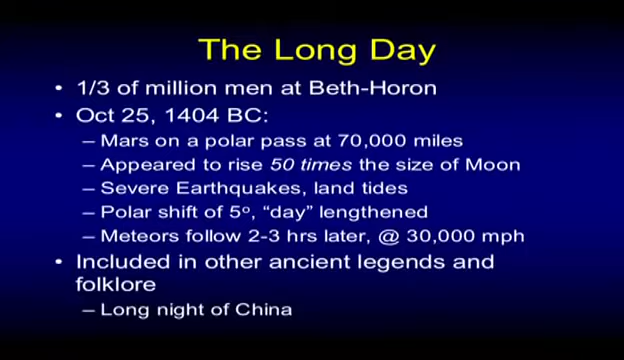 The Long Day
• 1/3 of million men at Beth-Horon
• Oct 25, 1404 BC:
– Mars on a polar pass at 70,000 miles
– Appeared to rise 50 times the size of Moon
– Severe Earthquakes, land tides
– Polar shift of 5º, “day” lengthened
– Meteors follow 2-3 hrs later, @ 30,000 mph
• Included in other ancient legends and
folklore
– Long night of China